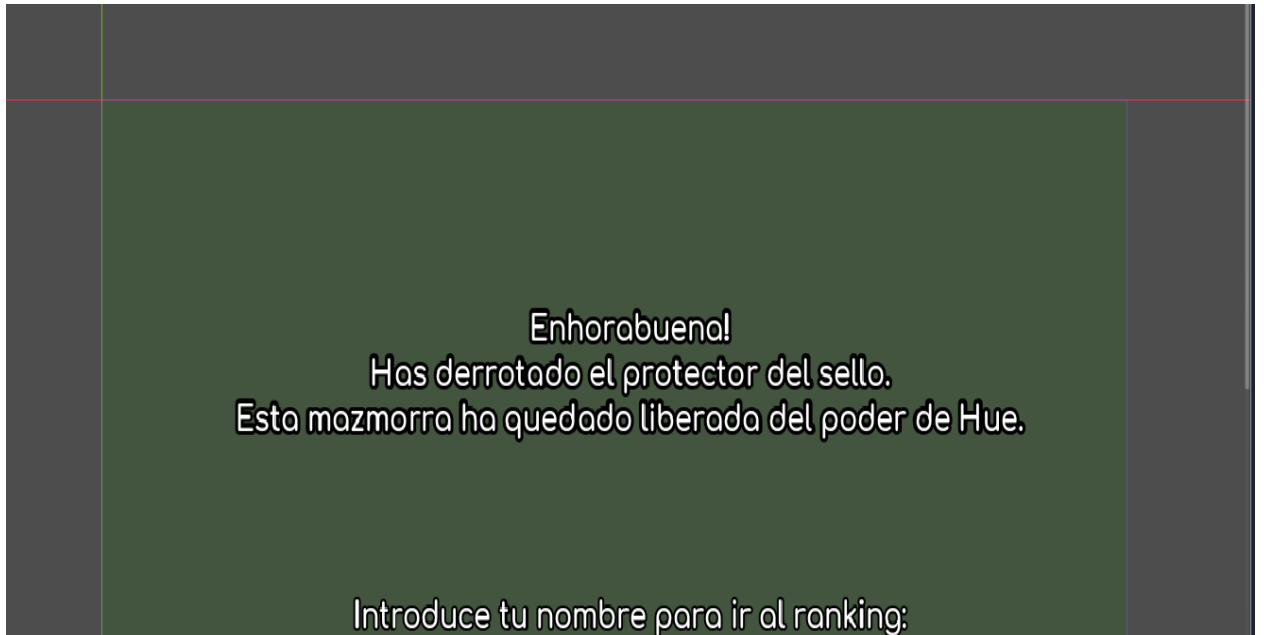 Enhorabuena!
Has derrotado el protector del sello.
Esta mazmorra ha quedado liberada del poder de Hue.
Introduce tu nombre para ir al ranking: